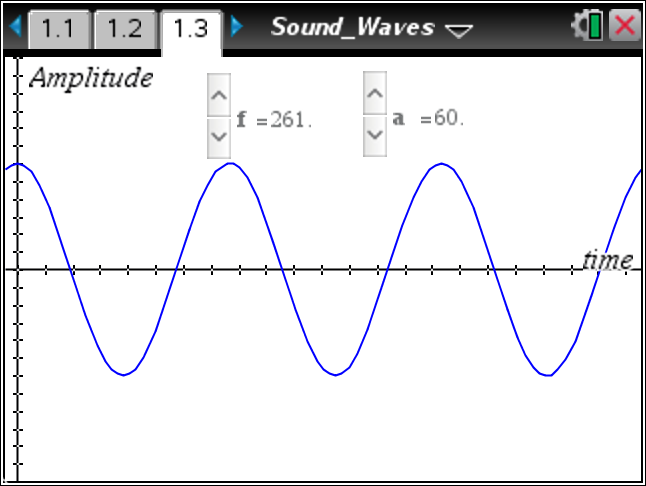 1.1 1.2 1.3 Sound_Waves
Amplitude
f =261. a =60.
time